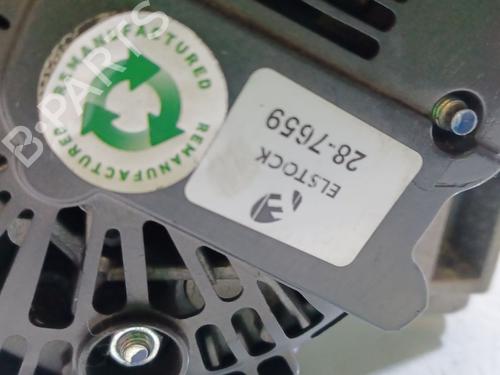 REMANUFACTURED
REMANUFACTURED
ELSTOCK
28-7659
B-PARTS